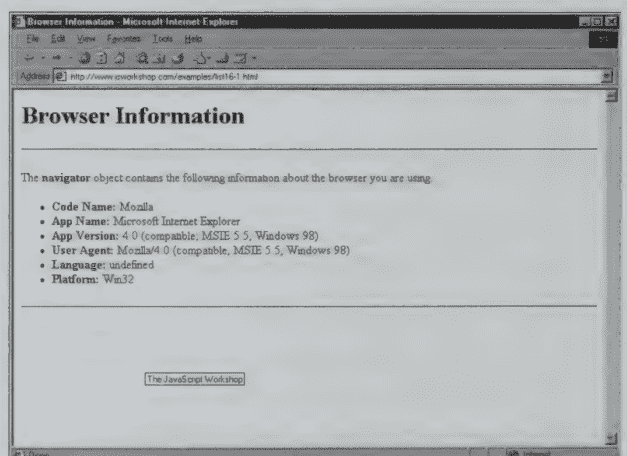 Browser Information - Microsoft Internet Explorer
File Edit View Favorites Tools Help
Address http://www.jsworkshop.com/examples/list16-1.html
Browser Information
The navigator object contains the following information about the browser you are using.
• Code Name: Mozilla
• App Name: Microsoft Internet Explorer
• App Version: 4.0 (compatible; MSIE 5.5; Windows 98)
• User Agent: Mozilla/4.0 (compatible; MSIE 5.5; Windows 98)
• Language: undefined
• Platform: Win32
The JavaScript Workshop
Done Internet